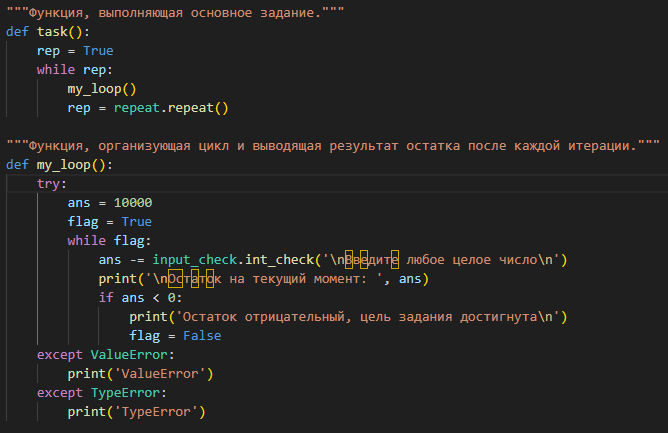 """Функция, выполняющая основное задание."""
def task():
    rep = True
    while rep:
        my_loop()
        rep = repeat.repeat()

"""Функция, организующая цикл и выводящая результат остатка после каждой итерации."""
def my_loop():
    try:
        ans = 10000
        flag = True
        while flag:
            ans -= input_check.int_check('\nВведите любое целое число\n')
            print('\nОстаток на текущий момент: ', ans)
            if ans < 0:
                print('Остаток отрицательный, цель задания достигнута\n')
                flag = False
    except ValueError:
        print('ValueError')
    except TypeError:
        print('TypeError')